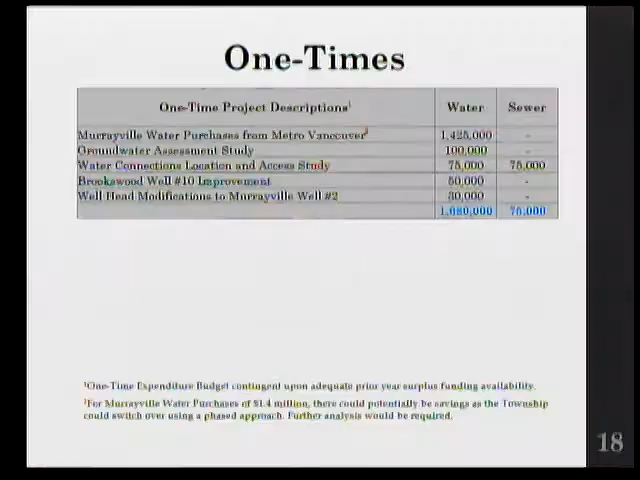 One-Times
One-Time Project Descriptions¹ Water Sewer
Murrayville Water Purchases from Metro Vancouver² 1,425,000 -
Groundwater Assessment Study 100,000 -
Water Connections Location and Access Study 75,000 75,000
Brookswood Well #10 Improvement 50,000 -
Well Head Modifications to Murrayville Well #2 30,000 -
1,680,000 75,000
¹One-Time Expenditure Budget contingent upon adequate prior year surplus funding availability.
²For Murrayville Water Purchases of $1.4 million, there could potentially be savings as the Township
could switch over using a phased approach. Further analysis would be required.
18